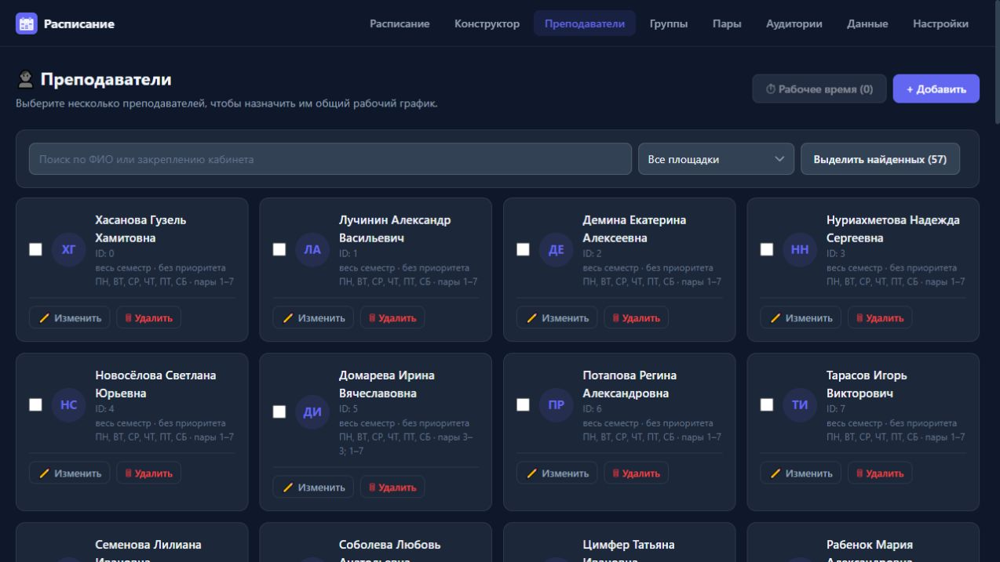 Расписание
Расписание Конструктор Преподаватели Группы Пары Аудитории Данные Настройки
Преподаватели
Выберите несколько преподавателей, чтобы назначить им общий рабочий график.
Рабочее время (0)
+ Добавить
Поиск по ФИО или закреплению кабинета
Все площадки
Выделить найденных (57)
ХГ
Хасанова Гузель
Хамитовна
ID: 0
весь семестр · без приоритета
ПН, ВТ, СР, ЧТ, ПТ, СБ · пары 1–7
Изменить Удалить
ЛА
Лучинин Александр
Васильевич
ID: 1
весь семестр · без приоритета
ПН, ВТ, СР, ЧТ, ПТ, СБ · пары 1–7
Изменить Удалить
ДЕ
Демина Екатерина
Алексеевна
ID: 2
весь семестр · без приоритета
ПН, ВТ, СР, ЧТ, ПТ, СБ · пары 1–7
Изменить Удалить
НН
Нуриахметова Надежда
Сергеевна
ID: 3
весь семестр · без приоритета
ПН, ВТ, СР, ЧТ, ПТ, СБ · пары 1–7
Изменить Удалить
НС
Новосёлова Светлана
Юрьевна
ID: 4
весь семестр · без приоритета
ПН, ВТ, СР, ЧТ, ПТ, СБ · пары 1–7
Изменить Удалить
ДИ
Домарева Ирина
Вячеславовна
ID: 5
весь семестр · без приоритета
ПН, ВТ, СР, ЧТ, ПТ, СБ · пары 3–
3; 1–7
Изменить Удалить
ПР
Потапова Регина
Александровна
ID: 6
весь семестр · без приоритета
ПН, ВТ, СР, ЧТ, ПТ, СБ · пары 1–7
Изменить Удалить
ТИ
Тарасов Игорь
Викторович
ID: 7
весь семестр · без приоритета
ПН, ВТ, СР, ЧТ, ПТ, СБ · пары 1–7
Изменить Удалить
Семенова Лилиана
Ивановна
Соболева Любовь
Анатольевна
Цимфер Татьяна
Ивановна
Рабенок Мария
Александровна